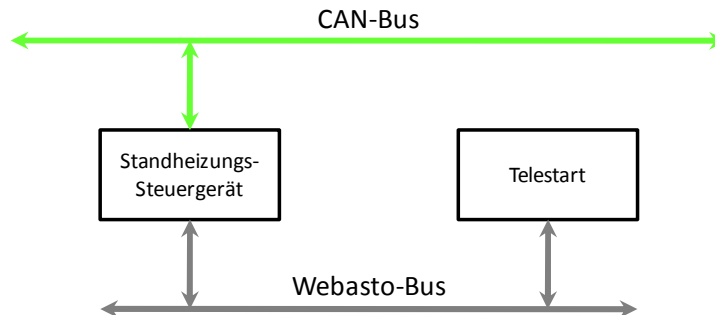 CAN-Bus
Standheizungs-
Steuergerät
Telestart
Webasto-Bus